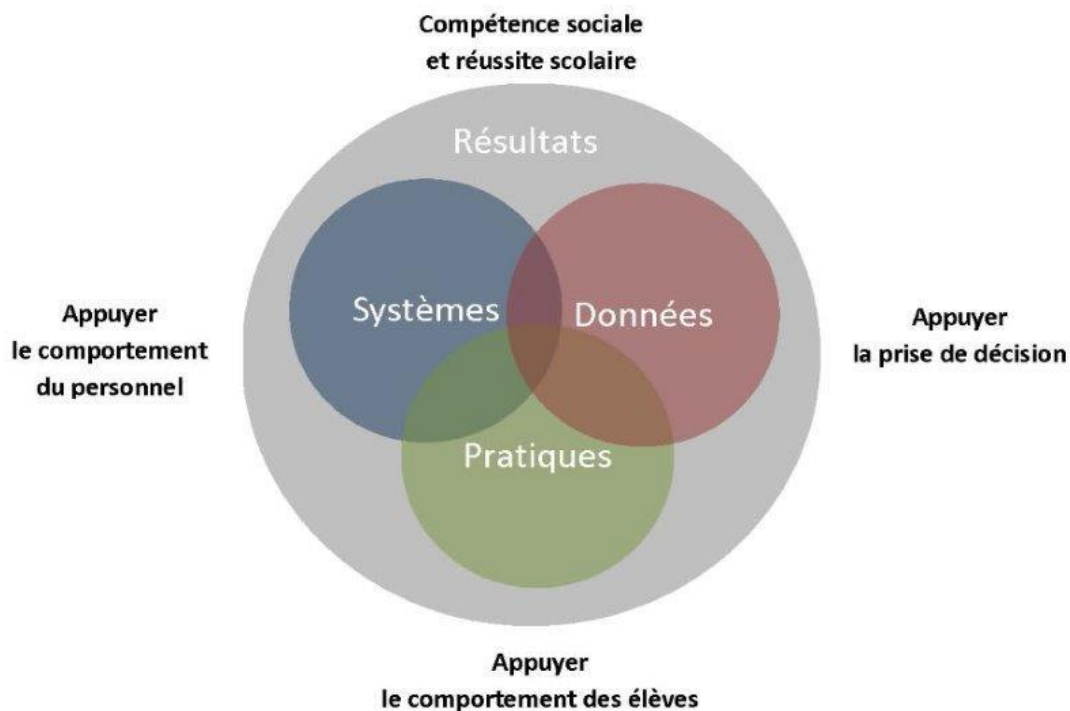 Compétence sociale
et réussite scolaire
Résultats
Systèmes
Données
Pratiques
Appuyer
le comportement
du personnel
Appuyer
la prise de décision
Appuyer
le comportement des élèves